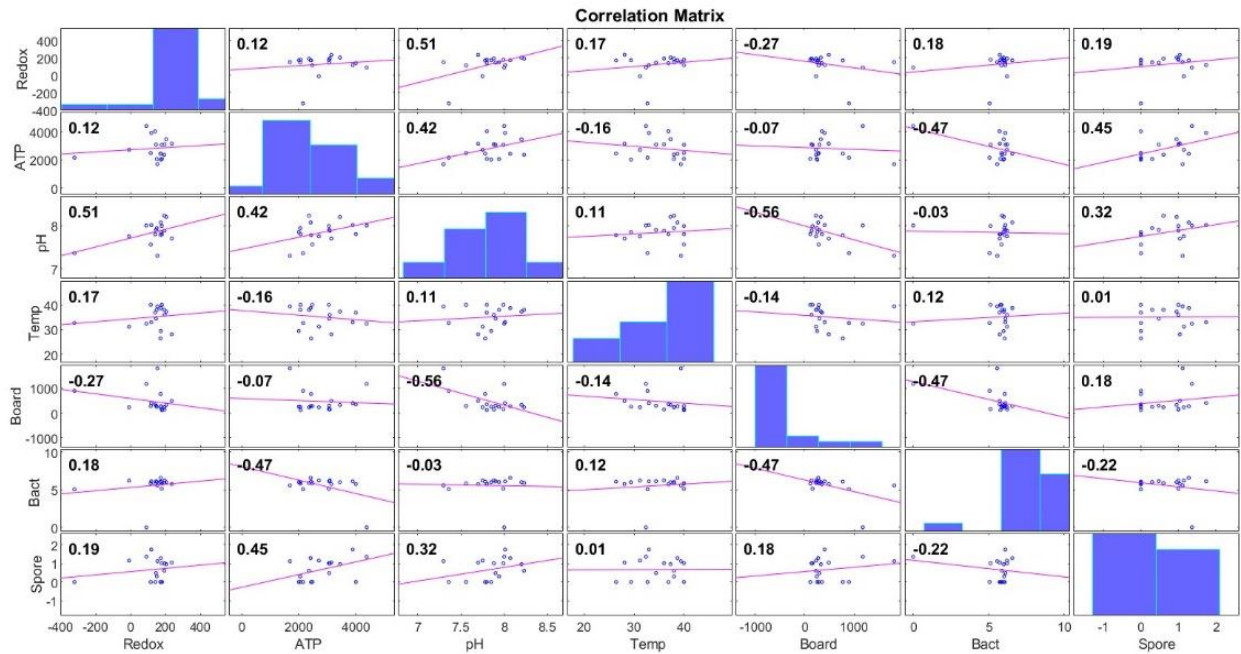 Correlation Matrix
Redox 400 200 0 -200 -400
0.12 0.51 0.17 -0.27 0.18 0.19
ATP 4000 2000 0
0.12 0.42 -0.16 -0.07 -0.47 0.45
pH 8 7
0.51 0.42 0.11 -0.56 -0.03 0.32
Temp 40 30 20
0.17 -0.16 0.11 -0.14 0.12 0.01
Board 1000 0 -1000
-0.27 -0.07 -0.56 -0.14 -0.47 0.18
Bact 10 5 0
0.18 -0.47 -0.03 0.12 -0.47 -0.22
Spore 2 1 0 -1
0.19 0.45 0.32 0.01 0.18 -0.22
-400 -200 0 200 400 0 2000 4000 7 7.5 8 8.5 20 30 40 -1000 0 1000 0 5 10 -1 0 1 2
Redox ATP pH Temp Board Bact Spore